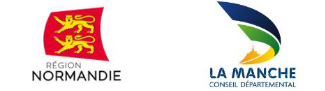 RÉGION
NORMANDIE
LA MANCHE
CONSEIL DÉPARTEMENTAL